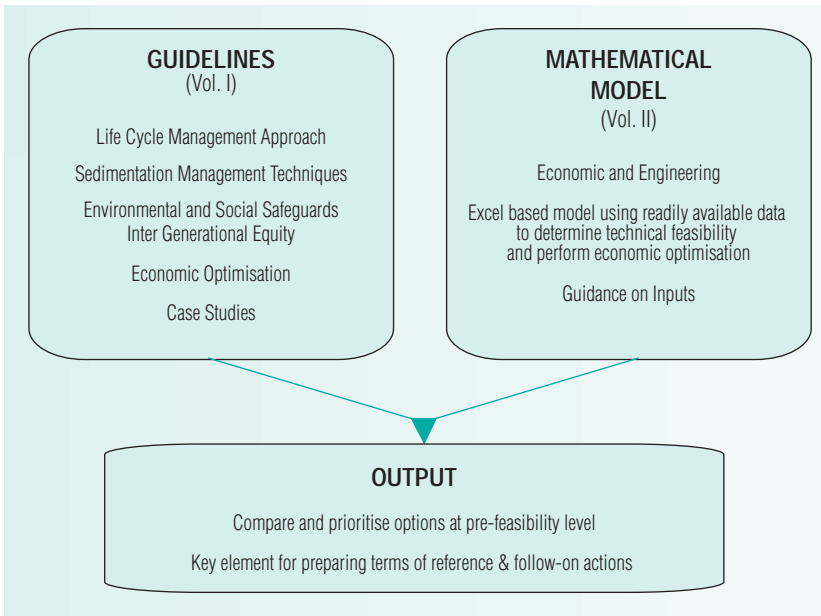 GUIDELINES
(Vol. I)
Life Cycle Management Approach
Sedimentation Management Techniques
Environmental and Social Safeguards
Inter Generational Equity
Economic Optimisation
Case Studies
MATHEMATICAL
MODEL
(Vol. II)
Economic and Engineering
Excel based model using readily available data
to determine technical feasibility
and perform economic optimisation
Guidance on Inputs
OUTPUT
Compare and prioritise options at pre-feasibility level
Key element for preparing terms of reference & follow-on actions